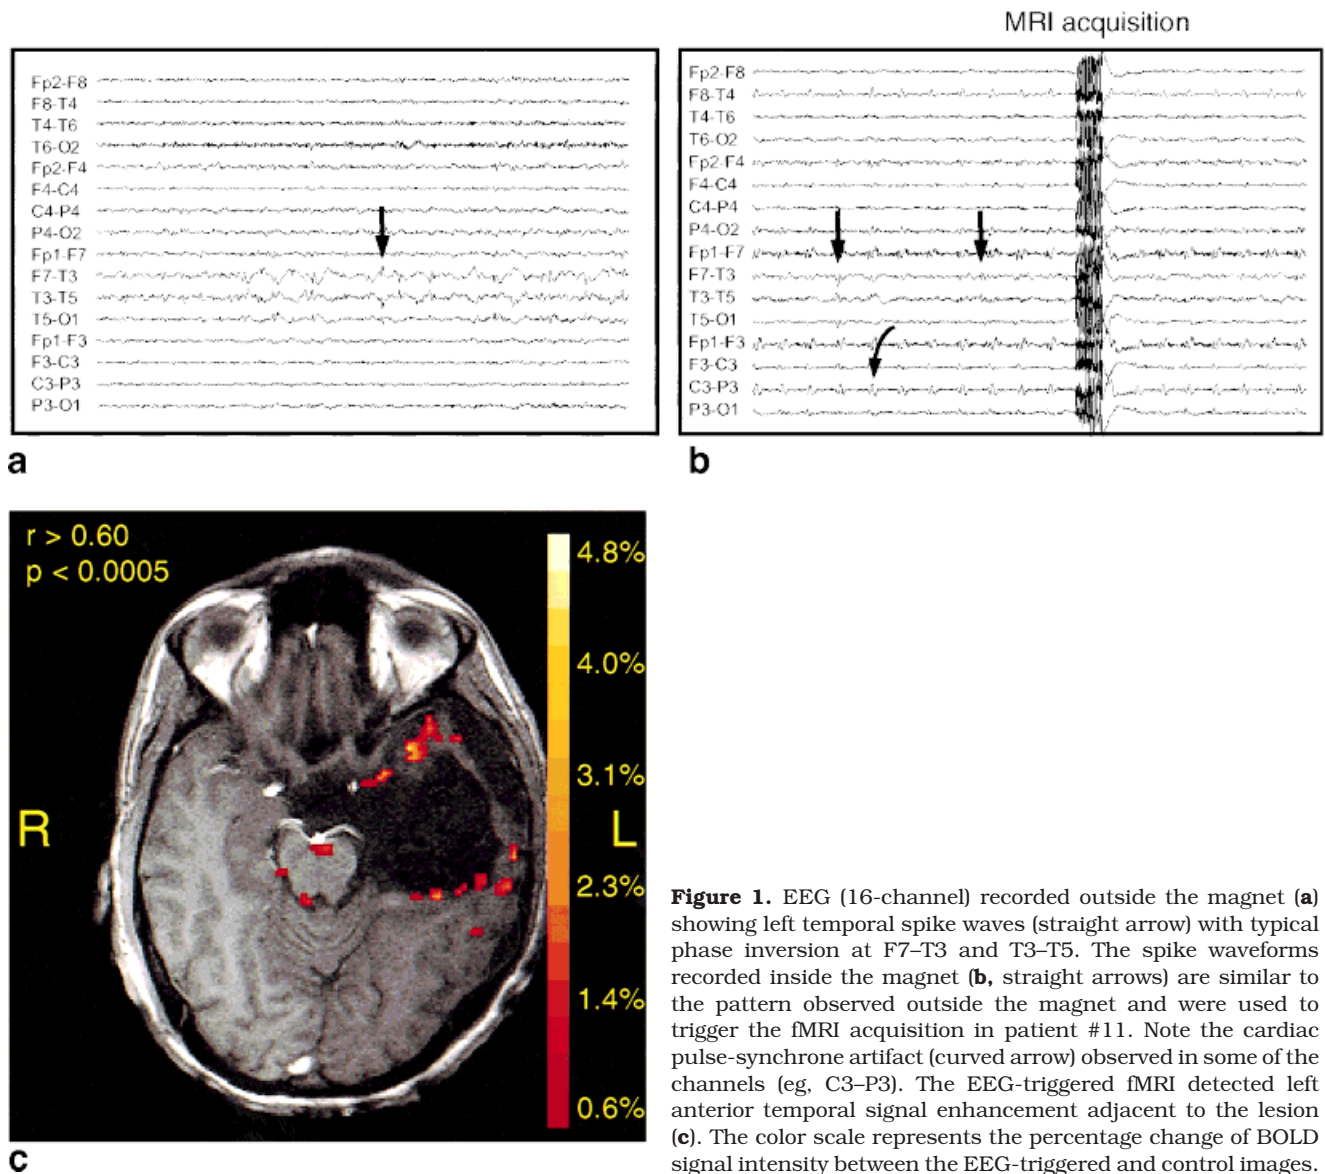 MRI acquisition
Fp2-F8
F8-T4
T4-T6
T6-O2
Fp2-F4
F4-C4
C4-P4
P4-O2
Fp1-F7
F7-T3
T3-T5
T5-O1
Fp1-F3
F3-C3
C3-P3
P3-O1
a
Fp2-F8
F8-T4
T4-T6
T6-O2
Fp2-F4
F4-C4
C4-P4
P4-O2
Fp1-F7
F7-T3
T3-T5
T5-O1
Fp1-F3
F3-C3
C3-P3
P3-O1
b
r > 0.60
p < 0.0005
4.8%
4.0%
3.1%
2.3%
1.4%
0.6%
R
L
c
Figure 1. EEG (16-channel) recorded outside the magnet (a)
showing left temporal spike waves (straight arrow) with typical
phase inversion at F7–T3 and T3–T5. The spike waveforms
recorded inside the magnet (b, straight arrows) are similar to
the pattern observed outside the magnet and were used to
trigger the fMRI acquisition in patient #11. Note the cardiac
pulse-synchrone artifact (curved arrow) observed in some of the
channels (eg, C3–P3). The EEG-triggered fMRI detected left
anterior temporal signal enhancement adjacent to the lesion
(c). The color scale represents the percentage change of BOLD
signal intensity between the EEG-triggered and control images.